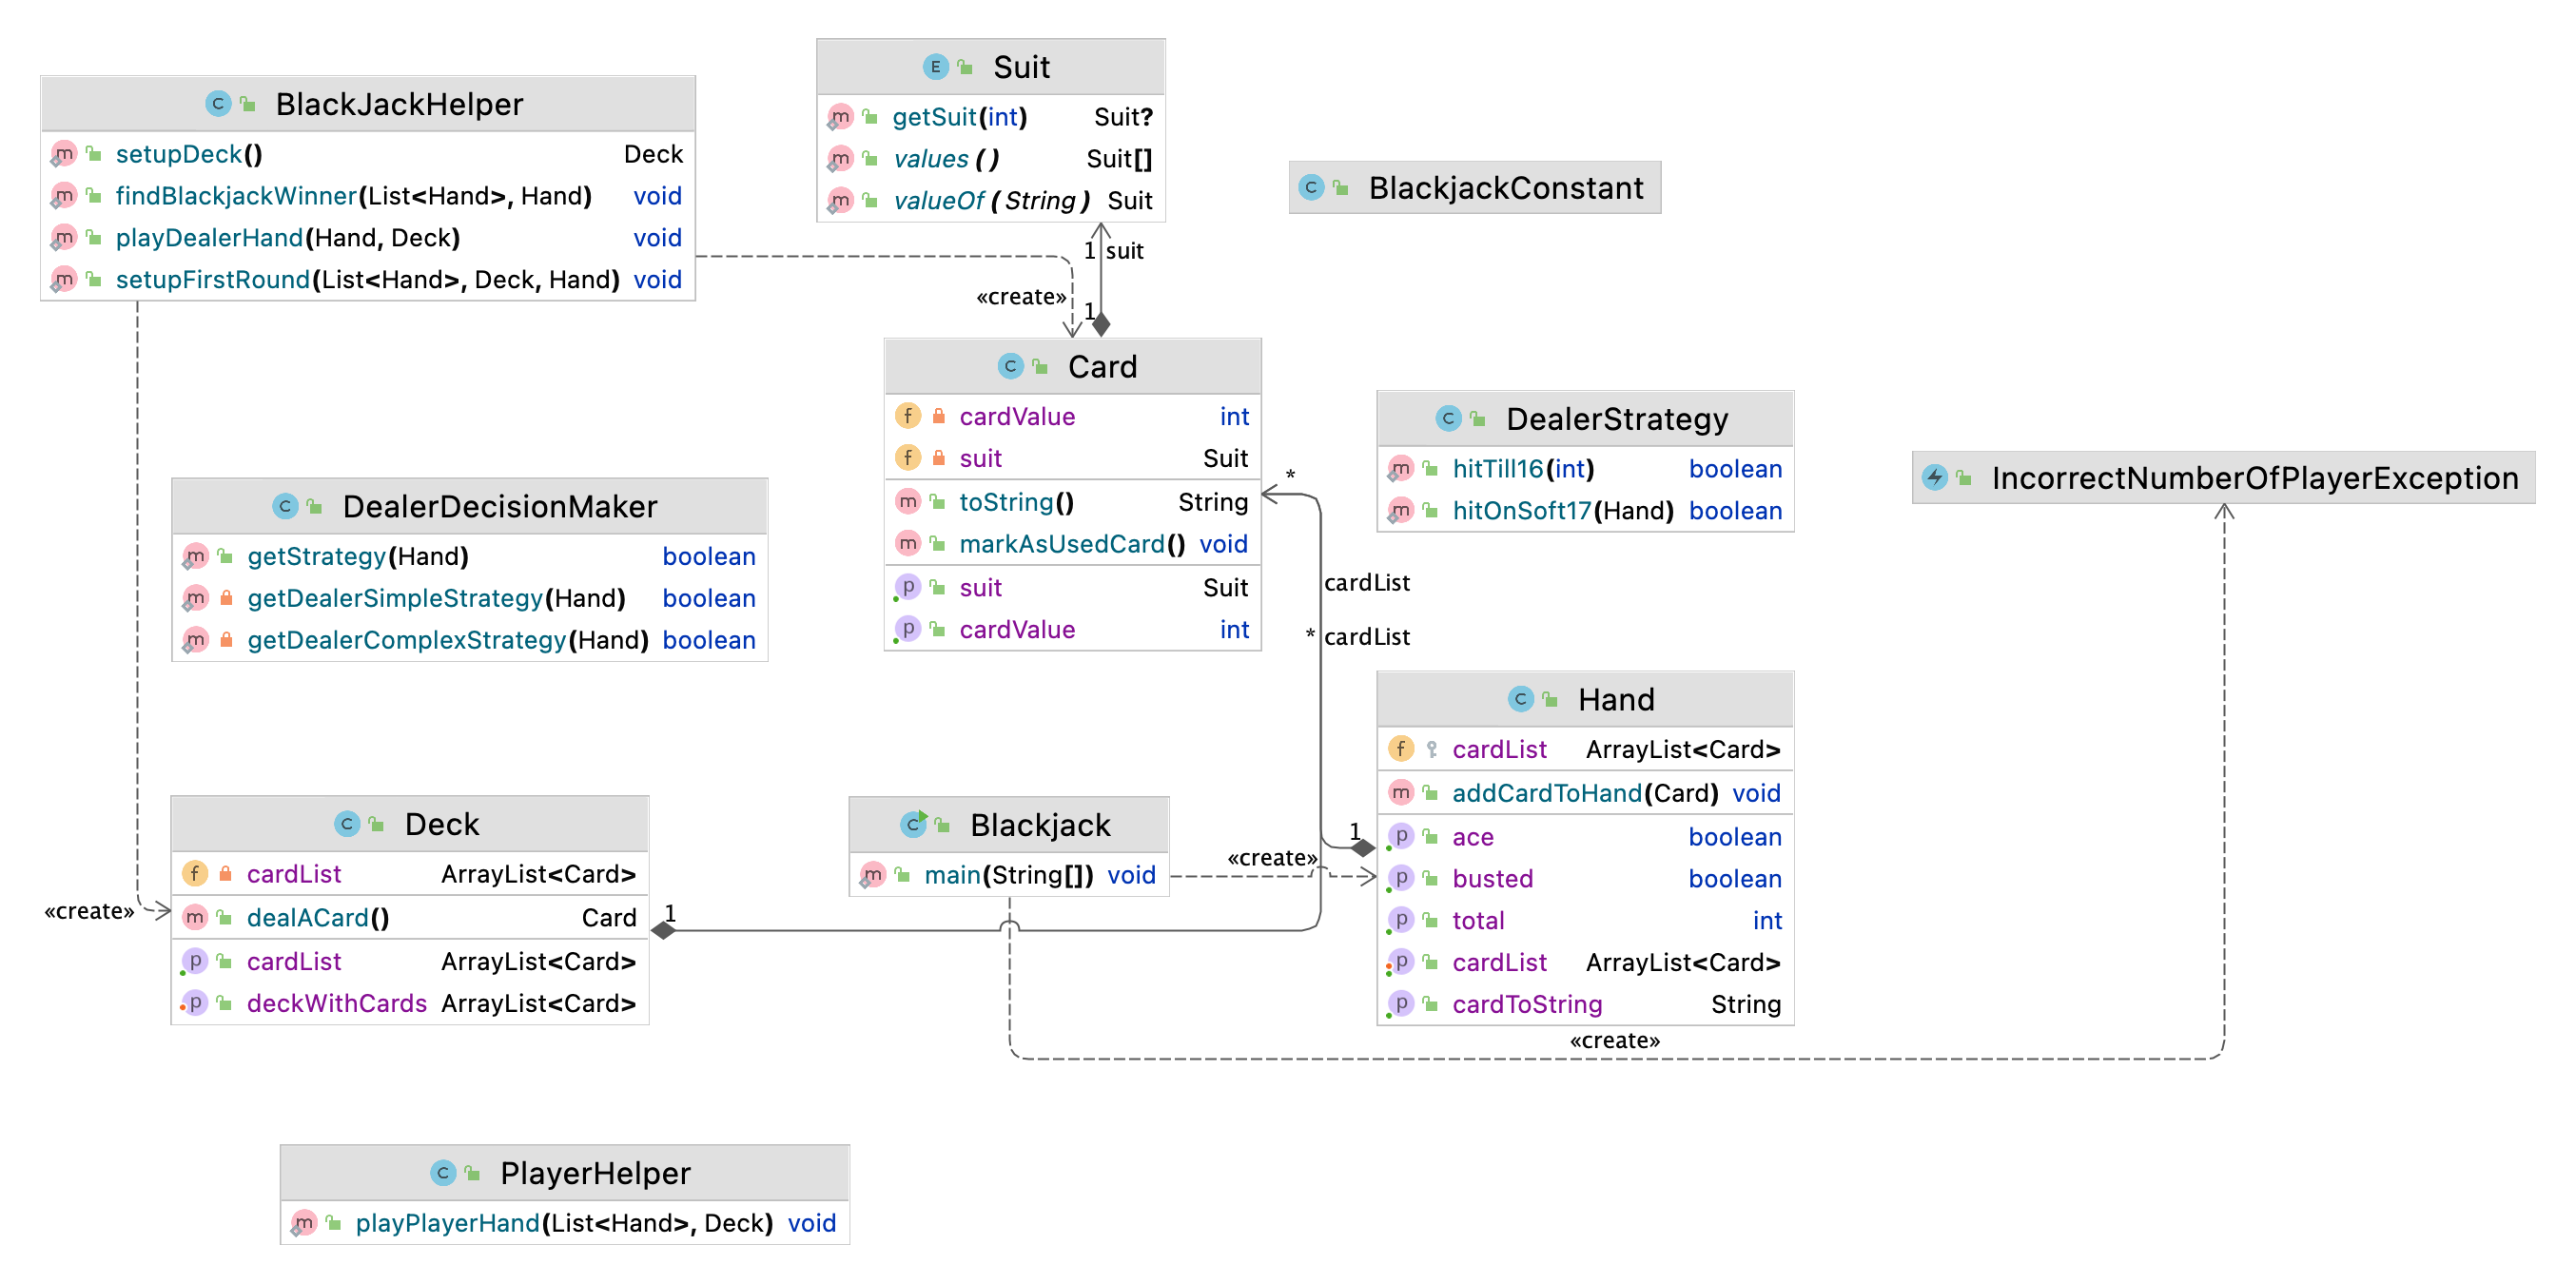 BlackJackHelper
setupDeck() Deck
findBlackjackWinner(List<Hand>, Hand) void
playDealerHand(Hand, Deck) void
setupFirstRound(List<Hand>, Deck, Hand) void
E Suit
m getSuit(int) Suit?
m values() Suit[]
m valueOf(String) Suit
C BlackjackConstant
1 suit
«create»
1
C Card
f cardValue int
f suit Suit
m toString() String
m markAsUsedCard() void
p suit Suit
p cardValue int
C DealerStrategy
m hitTill16(int) boolean
m hitOnSoft17(Hand) boolean
IncorrectNumberOfPlayerException
C DealerDecisionMaker
m getStrategy(Hand) boolean
m getDealerSimpleStrategy(Hand) boolean
m getDealerComplexStrategy(Hand) boolean
*
cardList
* cardList
C Hand
f cardList ArrayList<Card>
m addCardToHand(Card) void
p ace boolean
p busted boolean
p total int
p cardList ArrayList<Card>
p cardToString String
C Deck
f cardList ArrayList<Card>
m dealACard() Card
p cardList ArrayList<Card>
p deckWithCards ArrayList<Card>
«create»
1
C Blackjack
m main(String[]) void
1
«create»
«create»
C PlayerHelper
m playPlayerHand(List<Hand>, Deck) void